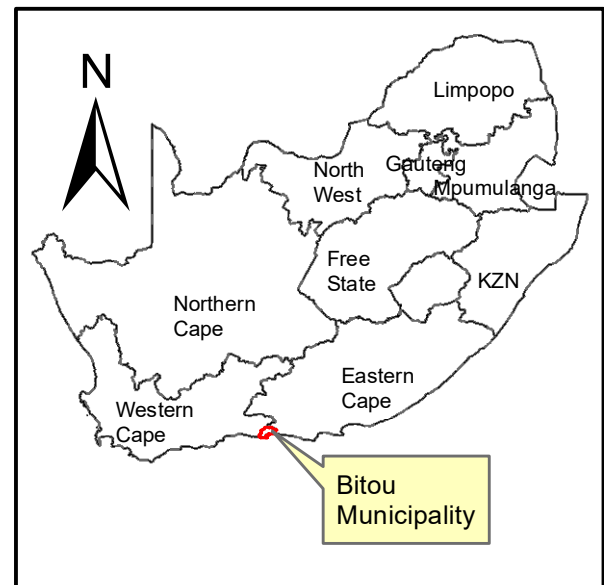 N
Limpopo
North
West
Gauteng
Mpumulanga
Free
State
KZN
Northern
Cape
Eastern
Cape
Western
Cape
Bitou
Municipality